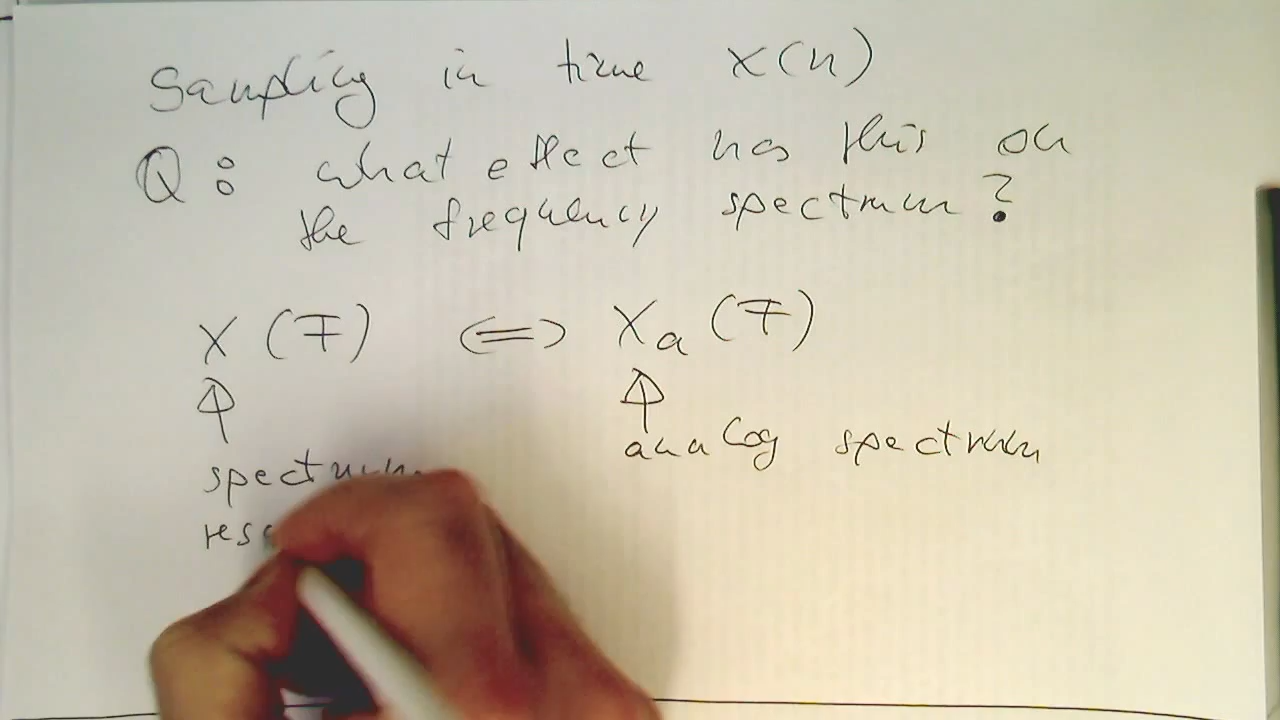 Sampling in time x(n)
Q: what effect has this on
the frequency spectrum?
X(F) <=> Xa(F)
analog spectrum
spectrum